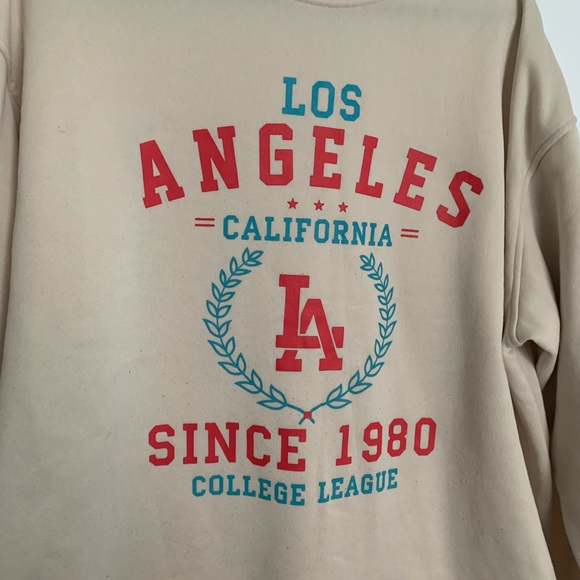 LOS
ANGELES
= CALIFORNIA =
LA
SINCE 1980
COLLEGE LEAGUE